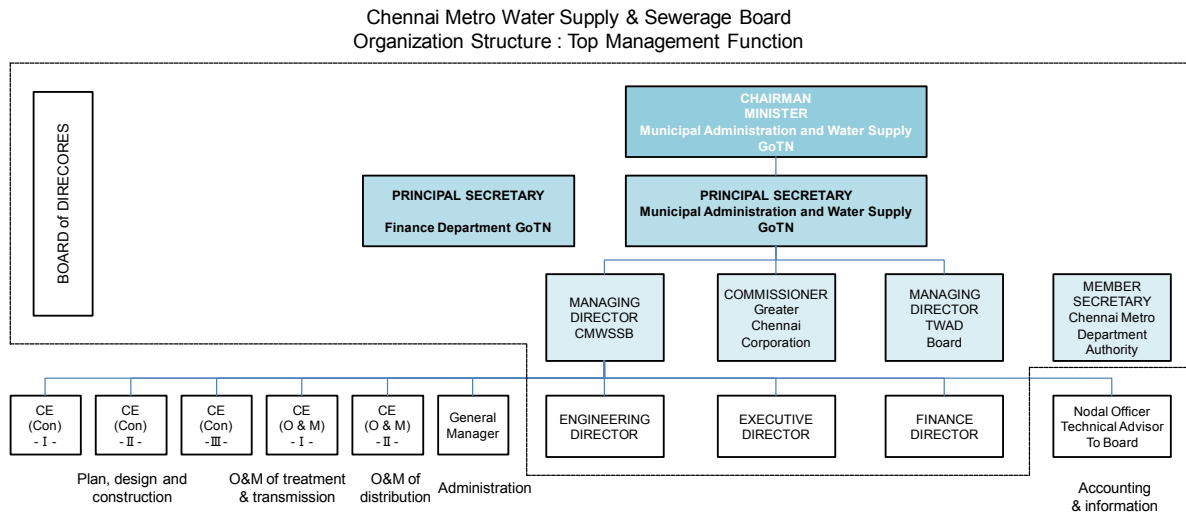 Chennai Metro Water Supply & Sewerage Board
Organization Structure : Top Management Function
BOARD of DIRECORES
CHAIRMAN
MINISTER
Municipal Administration and Water Supply
GoTN
PRINCIPAL SECRETARY
Finance Department GoTN
PRINCIPAL SECRETARY
Municipal Administration and Water Supply
GoTN
MANAGING
DIRECTOR
CMWSSB
COMMISSIONER
Greater
Chennai
Corporation
MANAGING
DIRECTOR
TWAD
Board
MEMBER
SECRETARY
Chennai Metro
Department
Authority
CE
(Con)
- I -
CE
(Con)
- II -
CE
(Con)
- III -
CE
(O & M)
- I -
CE
(O & M)
- II -
General
Manager
ENGINEERING
DIRECTOR
EXECUTIVE
DIRECTOR
FINANCE
DIRECTOR
Nodal Officer
Technical Advisor
To Board
Plan, design and
construction
O&M of treatment
& transmission
O&M of
distribution
Administration
Accounting
& information